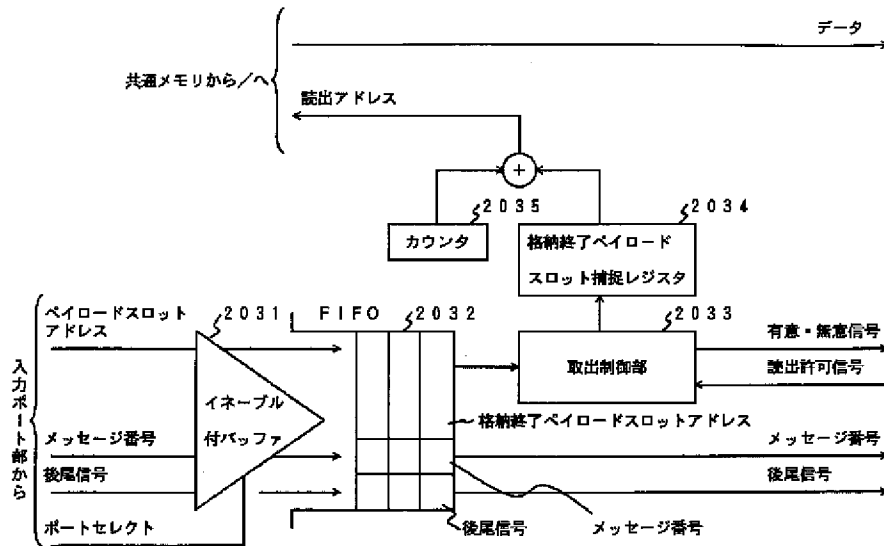 データ
共通メモリから／へ
読出アドレス
2035
2034
カウンタ
格納終了ペイロード
スロット捕捉レジスタ
ペイロードスロット
アドレス
2031
FIFO
2032
2033
有意・無意信号
読出許可信号
取出制御部
イネーブル
付バッファ
格納終了ペイロードスロットアドレス
入力ポート部から
メッセージ番号
メッセージ番号
後尾信号
後尾信号
ポートセレクト
後尾信号
メッセージ番号